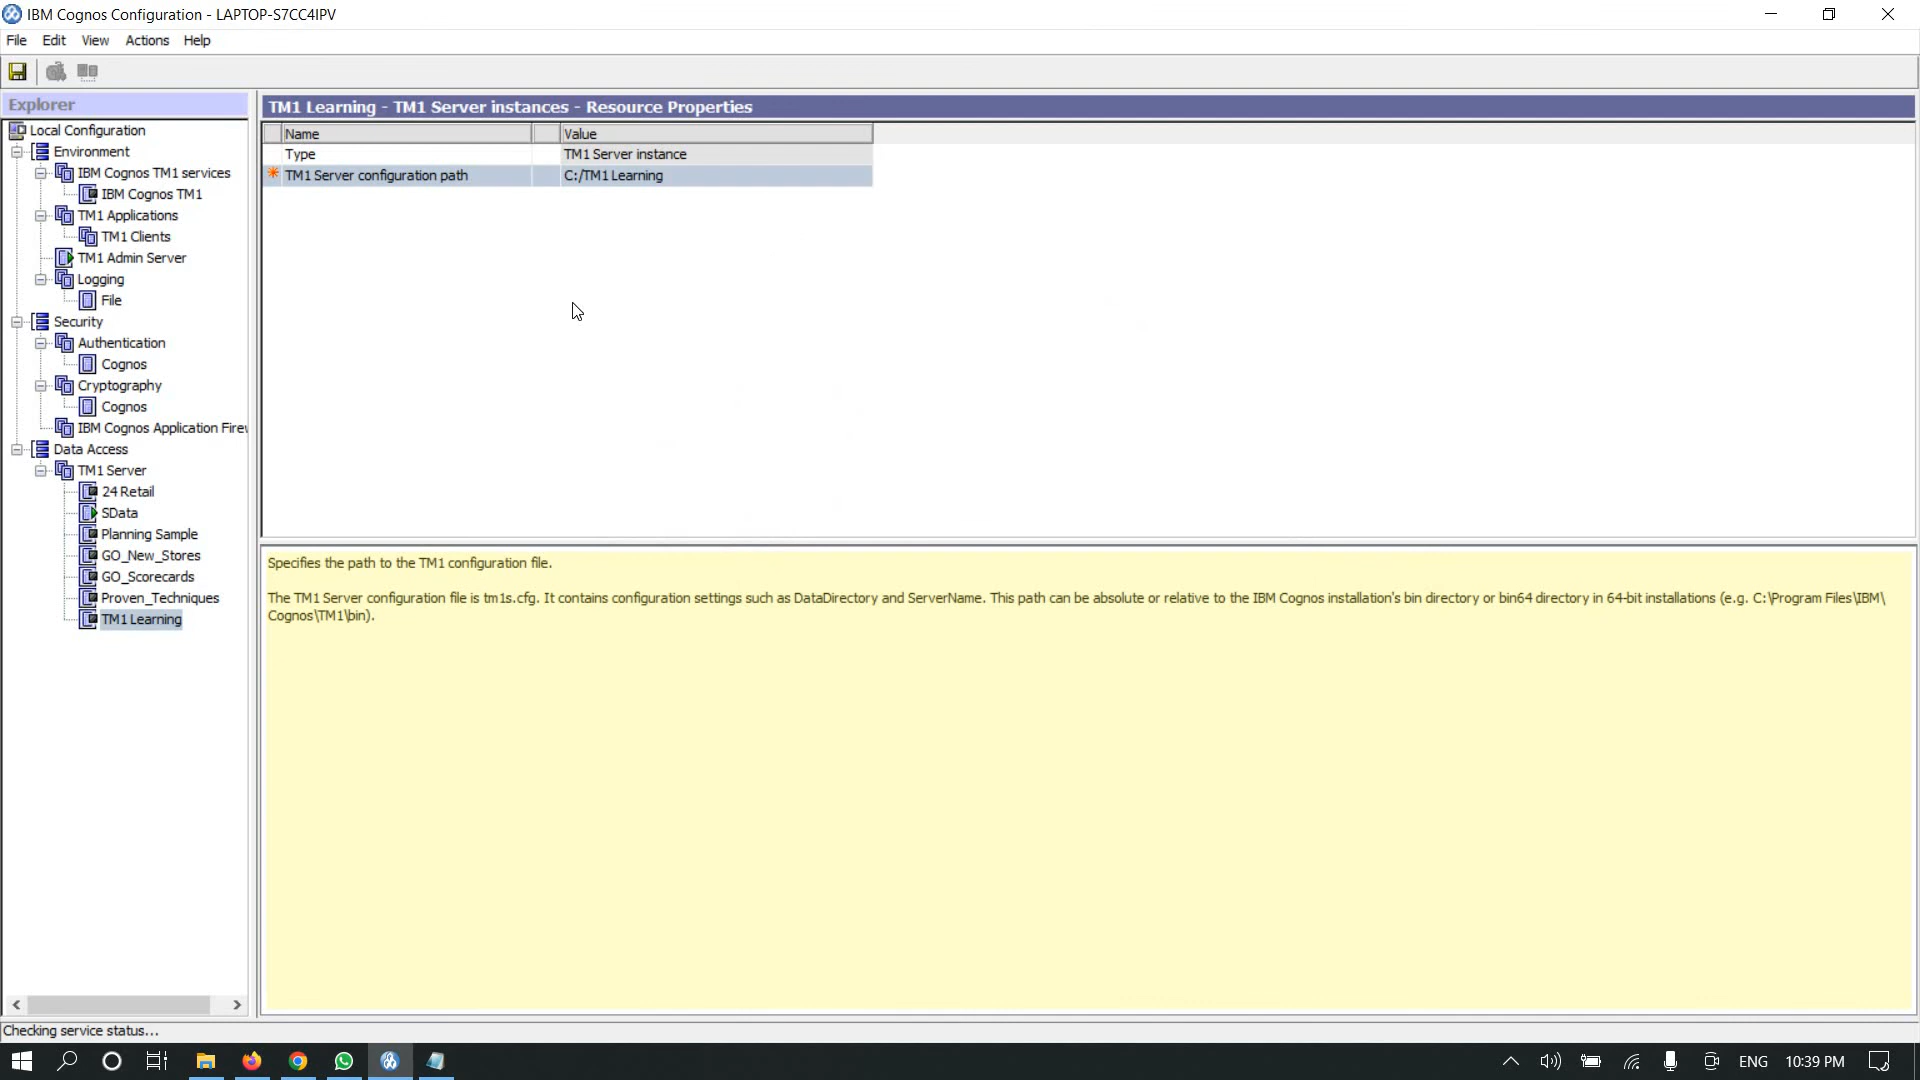 IBM Cognos Configuration - LAPTOP-S7CC4IPV
File Edit View Actions Help
Explorer
Local Configuration
Environment
IBM Cognos TM1 services
IBM Cognos TM1
TM1 Applications
TM1 Clients
TM1 Admin Server
Logging
File
Security
Authentication
Cognos
Cryptography
Cognos
IBM Cognos Application Firew
Data Access
TM1 Server
24 Retail
SData
Planning Sample
GO_New_Stores
GO_Scorecards
Proven_Techniques
TM1 Learning
TM1 Learning - TM1 Server instances - Resource Properties
Name Value
Type TM1 Server instance
TM1 Server configuration path C:/TM1 Learning
Specifies the path to the TM1 configuration file.
The TM1 Server configuration file is tm1s.cfg. It contains configuration settings such as DataDirectory and ServerName. This path can be absolute or relative to the IBM Cognos installation's bin directory or bin64 directory in 64-bit installations (e.g. C:\Program Files\IBM\
Cognos\TM1\bin).
Checking service status...
ENG 10:39 PM